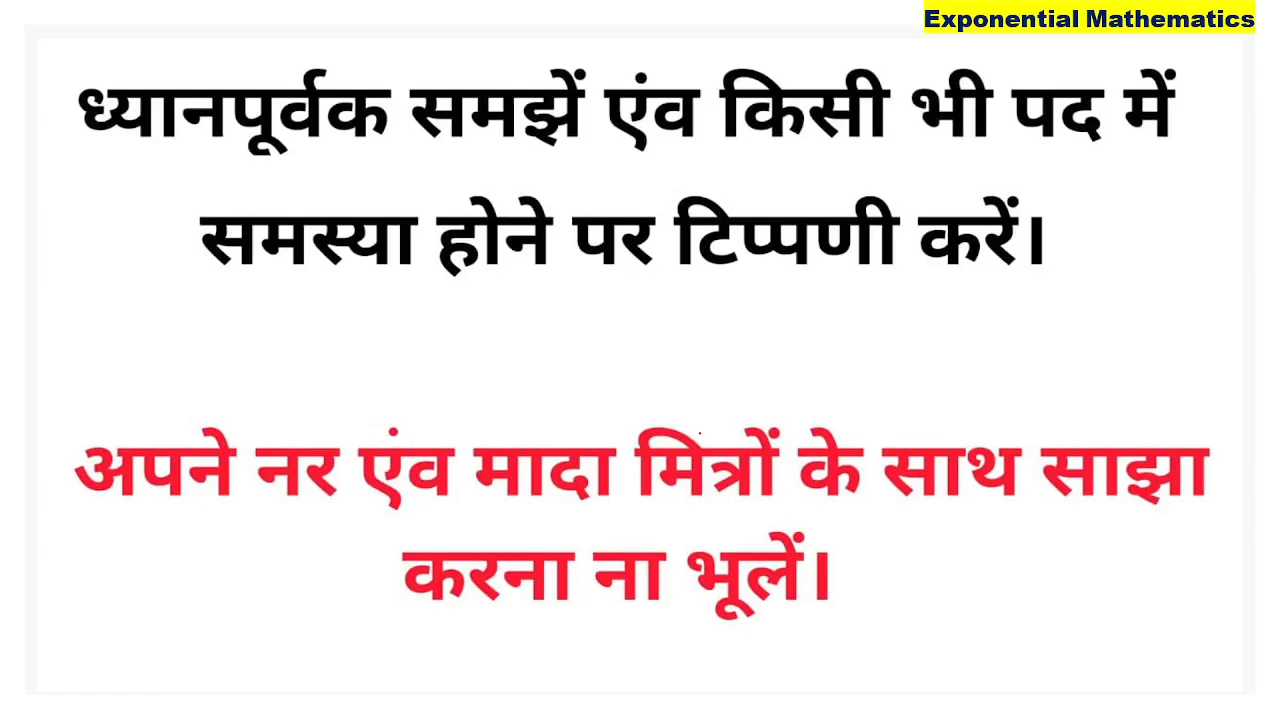 Exponential Mathematics
ध्यानपूर्वक समझें एंव किसी भी पद में
समस्या होने पर टिप्पणी करें।
अपने नर एंव मादा मित्रों के साथ साझा
करना ना भूलें।